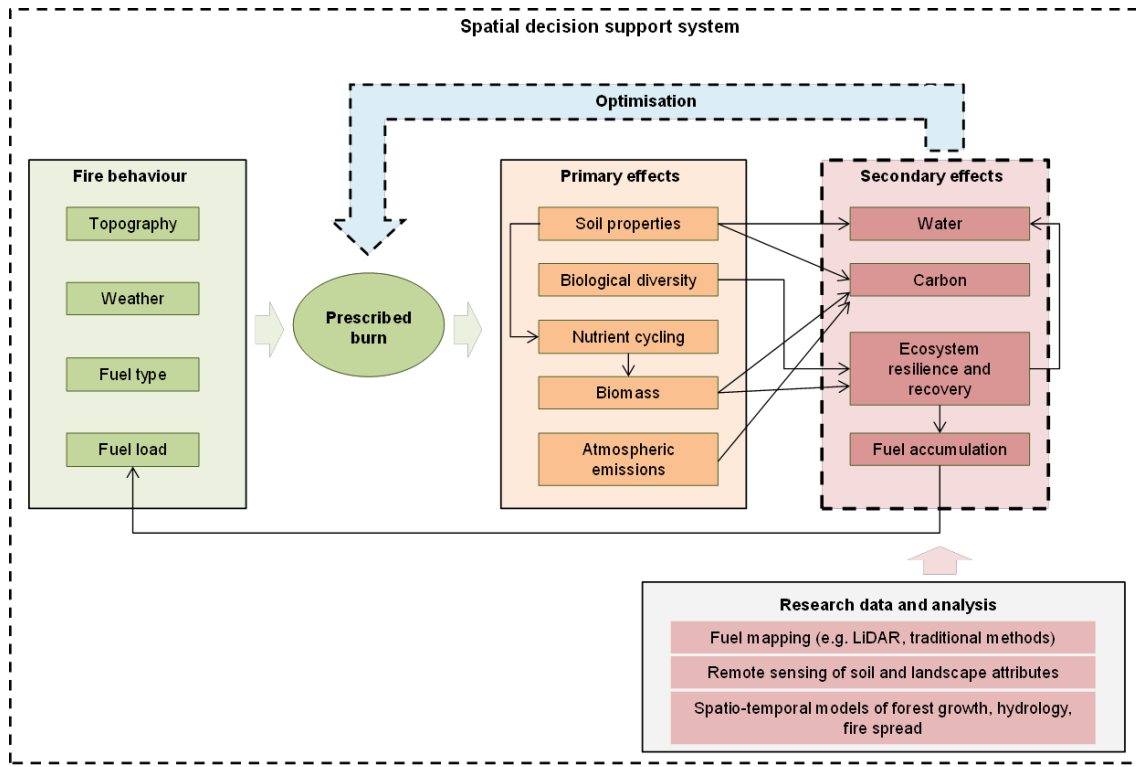 Spatial decision support system
Optimisation
Fire behaviour
Topography
Weather
Fuel type
Fuel load
Prescribed
burn
Primary effects
Soil properties
Biological diversity
Nutrient cycling
Biomass
Atmospheric
emissions
Secondary effects
Water
Carbon
Ecosystem
resilience and
recovery
Fuel accumulation
Research data and analysis
Fuel mapping (e.g. LiDAR, traditional methods)
Remote sensing of soil and landscape attributes
Spatio-temporal models of forest growth, hydrology,
fire spread